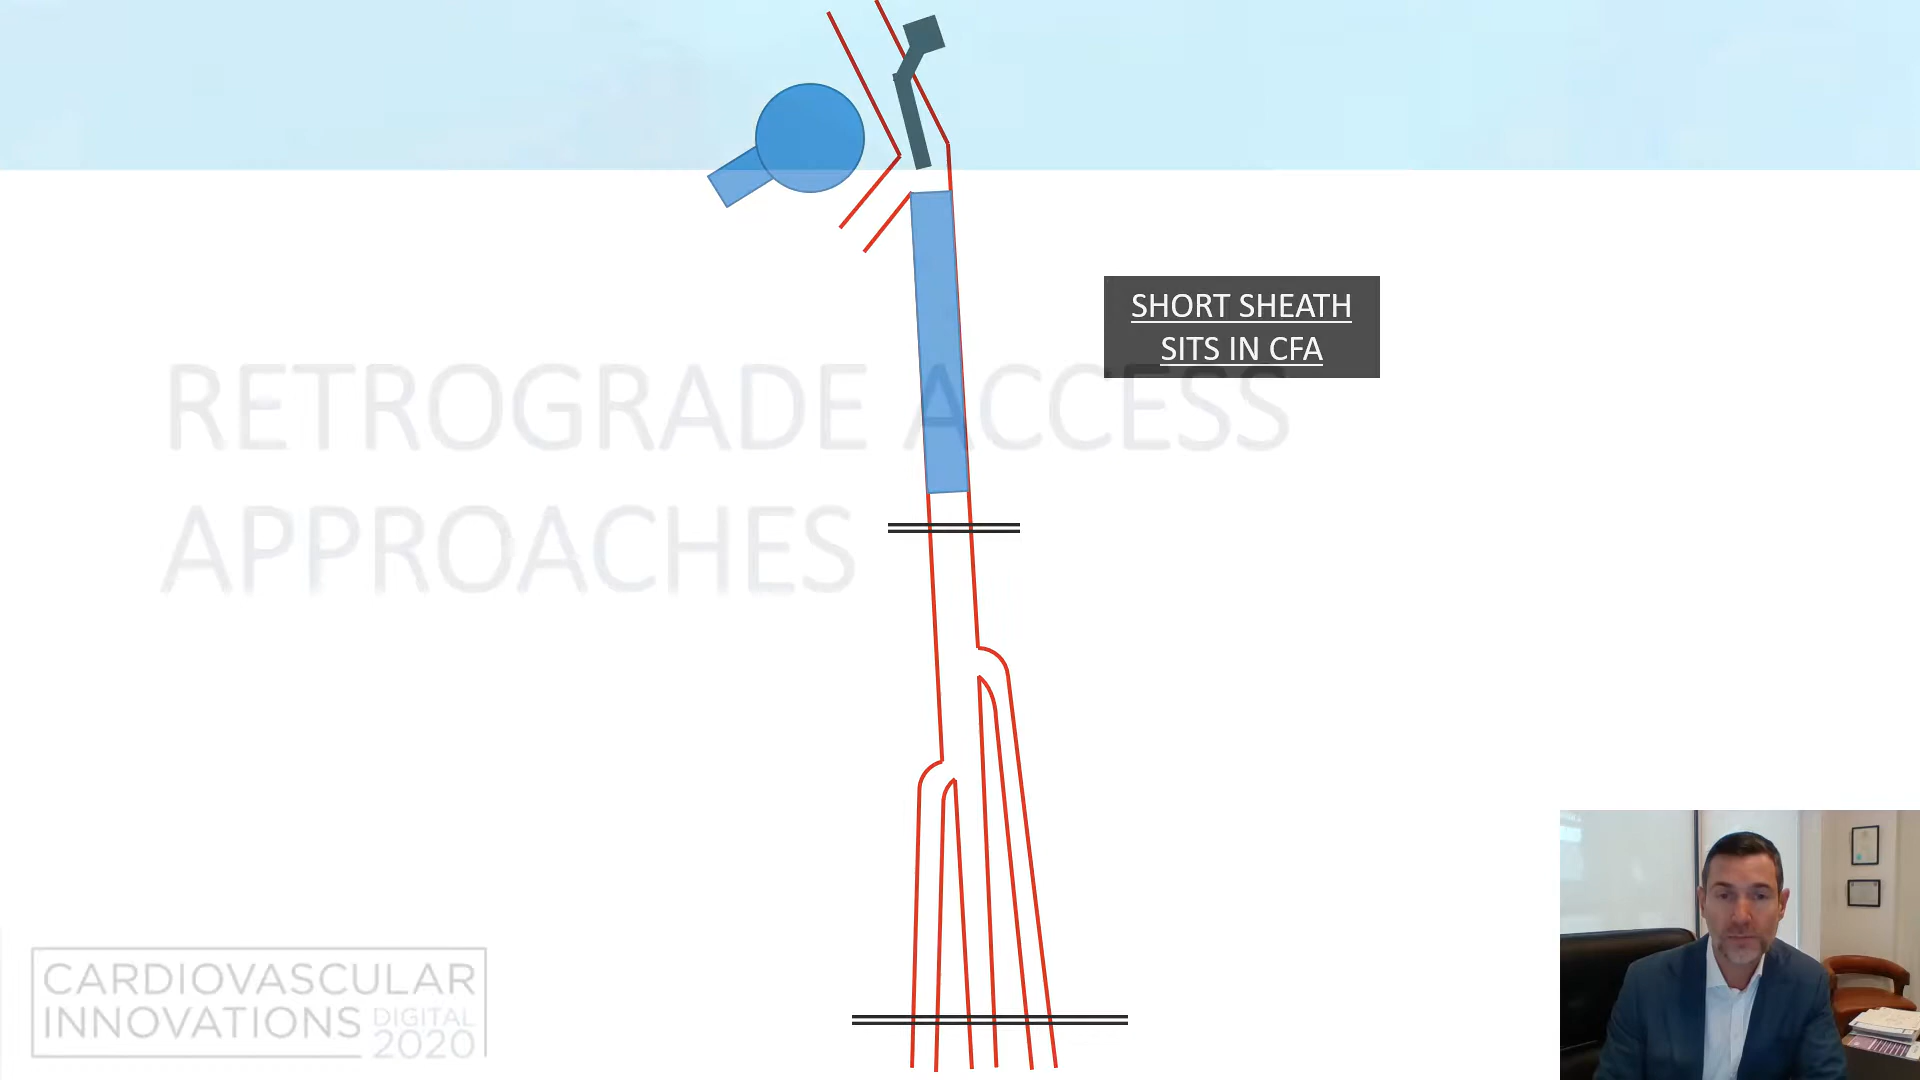 SHORT SHEATH
SITS IN CFA
RETROGRADE ACCESS
APPROACHES
CARDIOVASCULAR
INNOVATIONS DIGITAL
2020